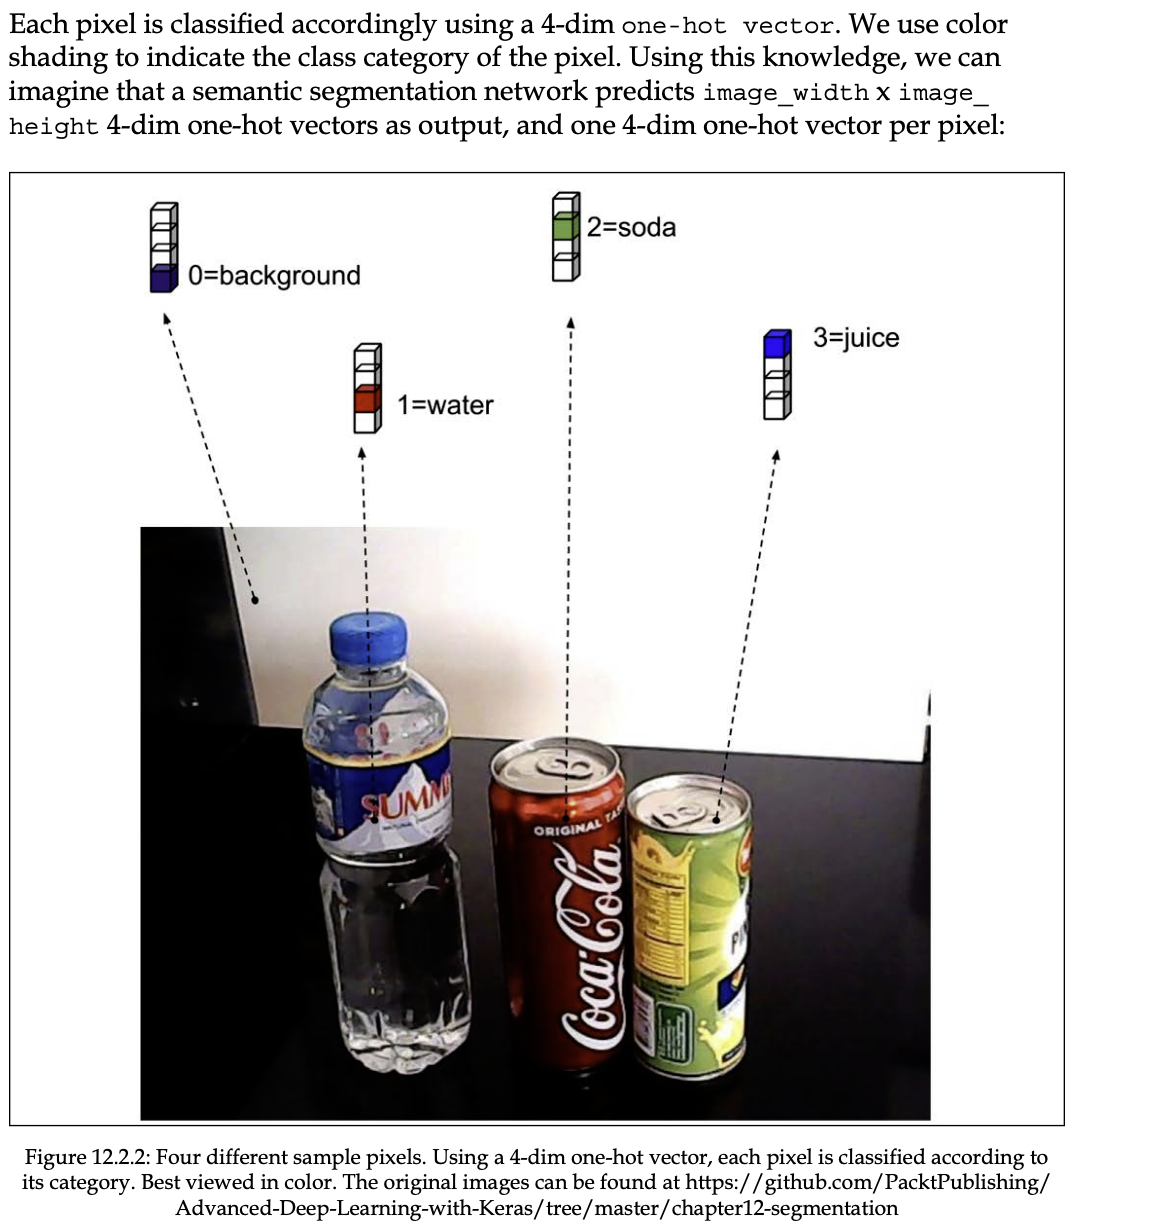 Each pixel is classified accordingly using a 4-dim one-hot vector. We use color
shading to indicate the class category of the pixel. Using this knowledge, we can
imagine that a semantic segmentation network predicts image_width x image_
height 4-dim one-hot vectors as output, and one 4-dim one-hot vector per pixel:
2=soda
0=background
3=juice
1=water
SUMM
ORIGINAL TAS
Coca-Cola
Figure 12.2.2: Four different sample pixels. Using a 4-dim one-hot vector, each pixel is classified according to
its category. Best viewed in color. The original images can be found at https://github.com/PacktPublishing/
Advanced-Deep-Learning-with-Keras/tree/master/chapter12-segmentation